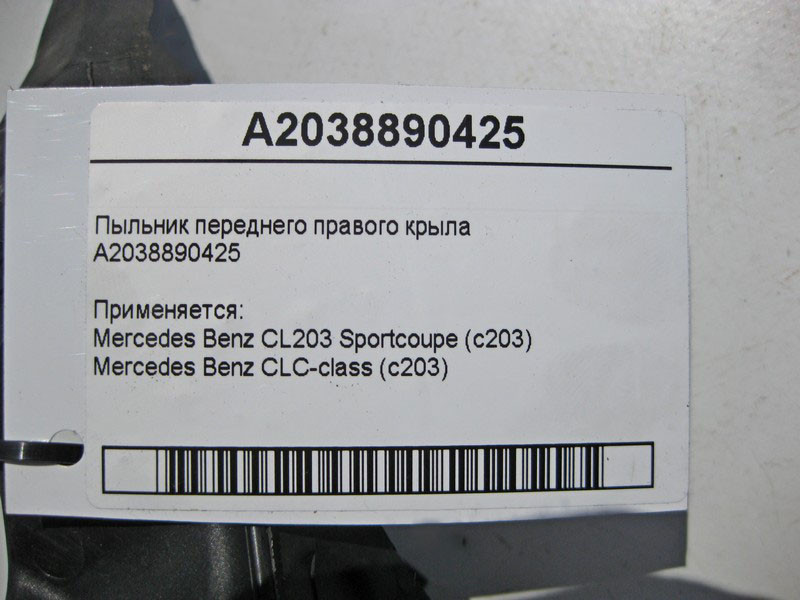 A2038890425
Пыльник переднего правого крыла
A2038890425
Применяется:
Mercedes Benz CL203 Sportcoupe (c203)
Mercedes Benz CLC-class (c203)